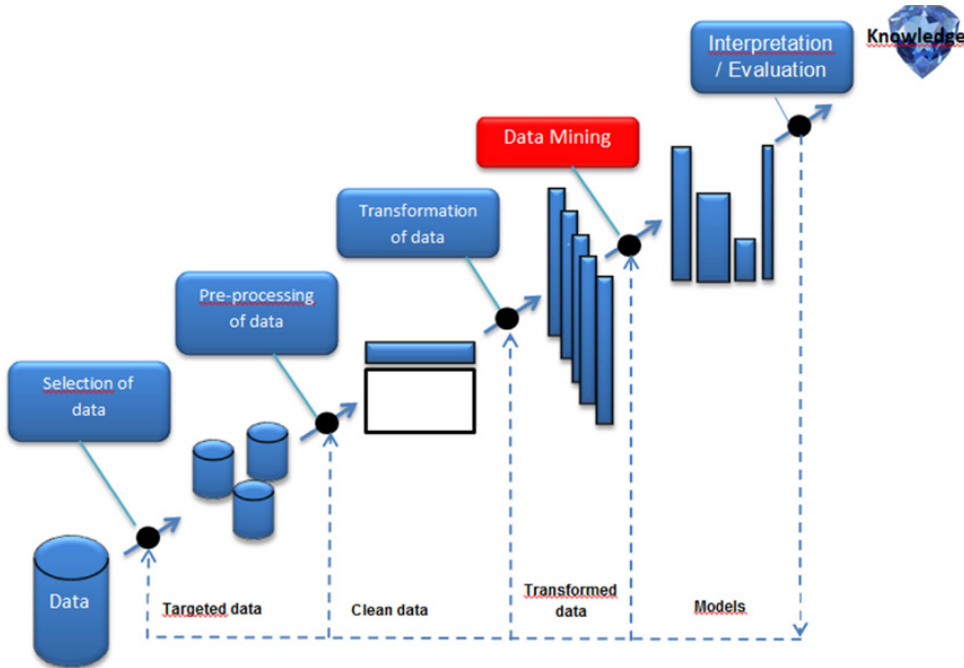 Knowledge
Interpretation
/ Evaluation
Data Mining
Transformation
of data
Pre-processing
of data
Selection of
data
Data
Targeted data
Clean data
Transformed
data
Models